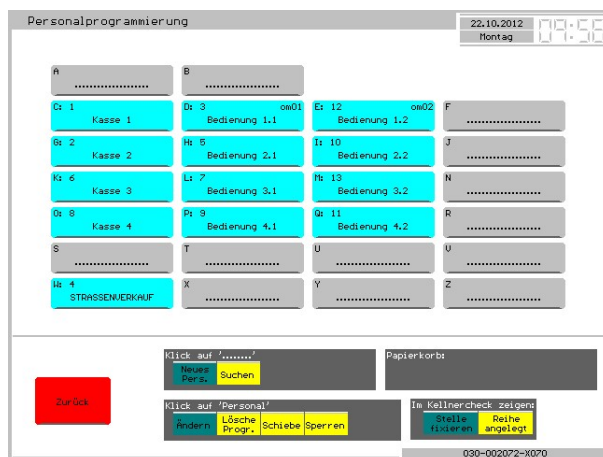 Personalprogrammierung
22.10.2012
Montag
09:56
A
...................
B
...................
C: 1
Kasse 1
D: 3 om01
Bedienung 1.1
E: 12 om02
Bedienung 1.2
F
...................
G: 2
Kasse 2
H: 5
Bedienung 2.1
I: 10
Bedienung 2.2
J
...................
K: 6
Kasse 3
L: 7
Bedienung 3.1
M: 13
Bedienung 3.2
N
...................
O: 8
Kasse 4
P: 9
Bedienung 4.1
Q: 11
Bedienung 4.2
R
...................
S
...................
T
...................
U
...................
V
...................
W: 4
STRASSENVERKAUF
X
...................
Y
...................
Z
...................
Zurück
Klick auf '........'
Neues
Pers.
Suchen
Papierkorb:
Klick auf 'Personal'
Ändern
Lösche
Progr.
Schiebe
Sperren
Im Kellnercheck zeigen:
Stelle
fixieren
Reihe
angelegt
030-002072-X070